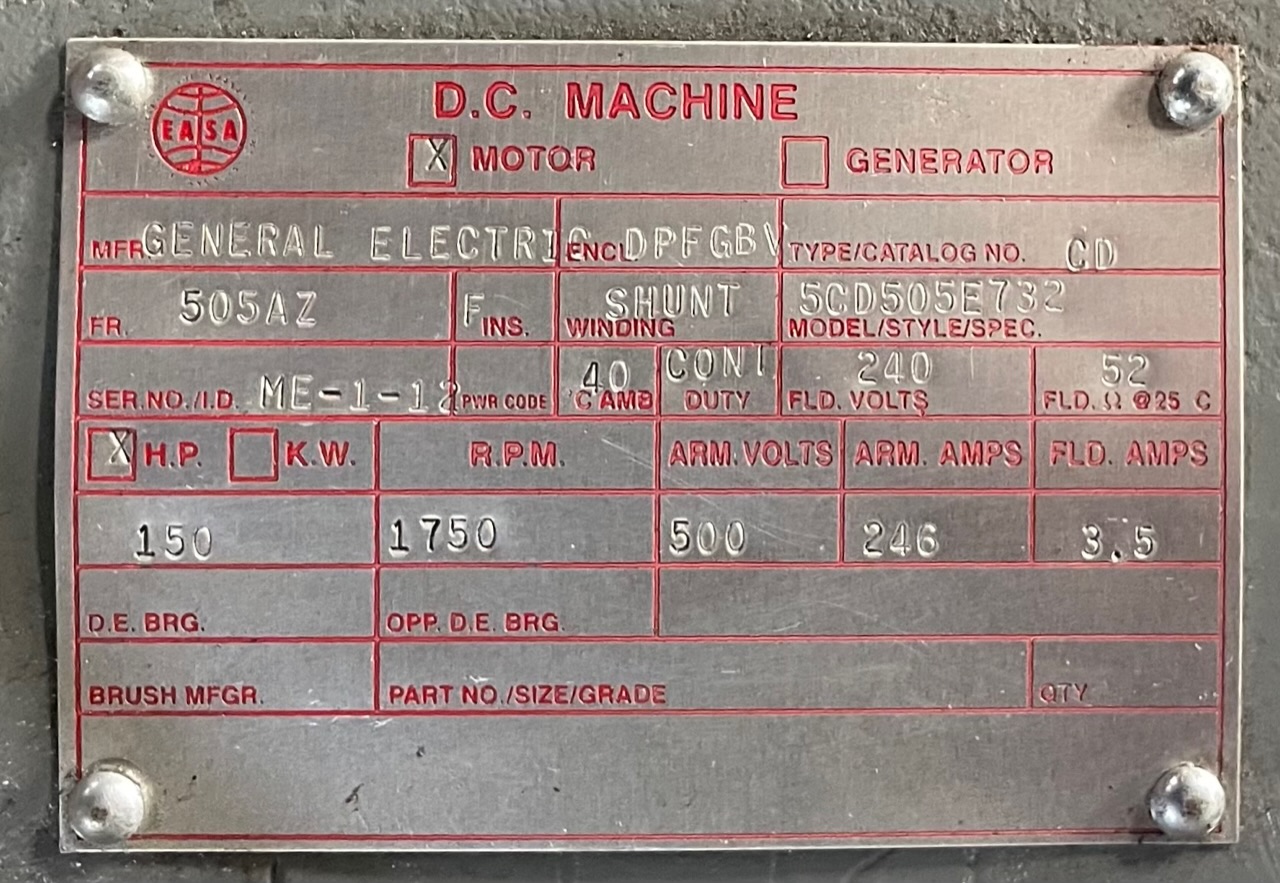 EASA
D.C. MACHINE
X MOTOR GENERATOR
MFR. GENERAL ELECTRIC ENCL. DPFGBV TYPE/CATALOG NO. CD
FR. 505AZ F INS. SHUNT WINDING 5CD505E732 MODEL/STYLE/SPEC.
SER.NO./I.D. ME-1-12 PWR CODE 40 °C AMB CONT DUTY 240 FLD. VOLTS 52 FLD. Ω @25 C
X H.P. K.W. R.P.M. ARM. VOLTS ARM. AMPS FLD. AMPS
150 1750 500 246 3.5
D.E. BRG. OPP. D.E. BRG.
BRUSH MFGR. PART NO./SIZE/GRADE QTY